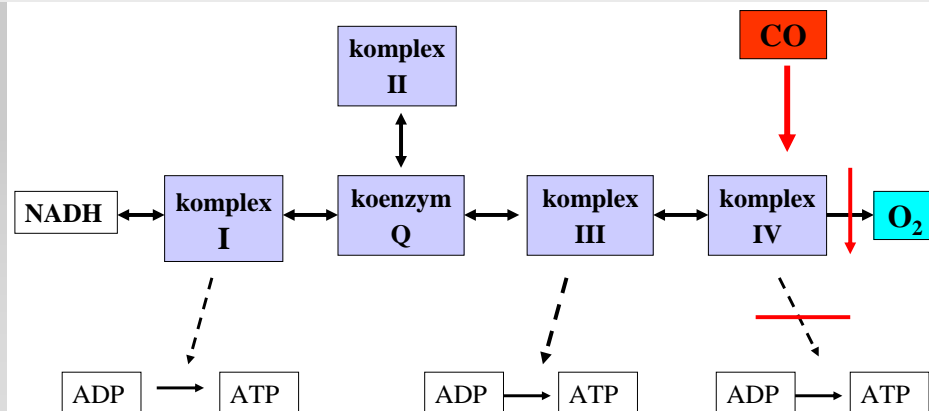 komplex
II
CO
NADH
komplex
I
koenzym
Q
komplex
III
komplex
IV
O₂
ADP
ATP
ADP
ATP
ADP
ATP